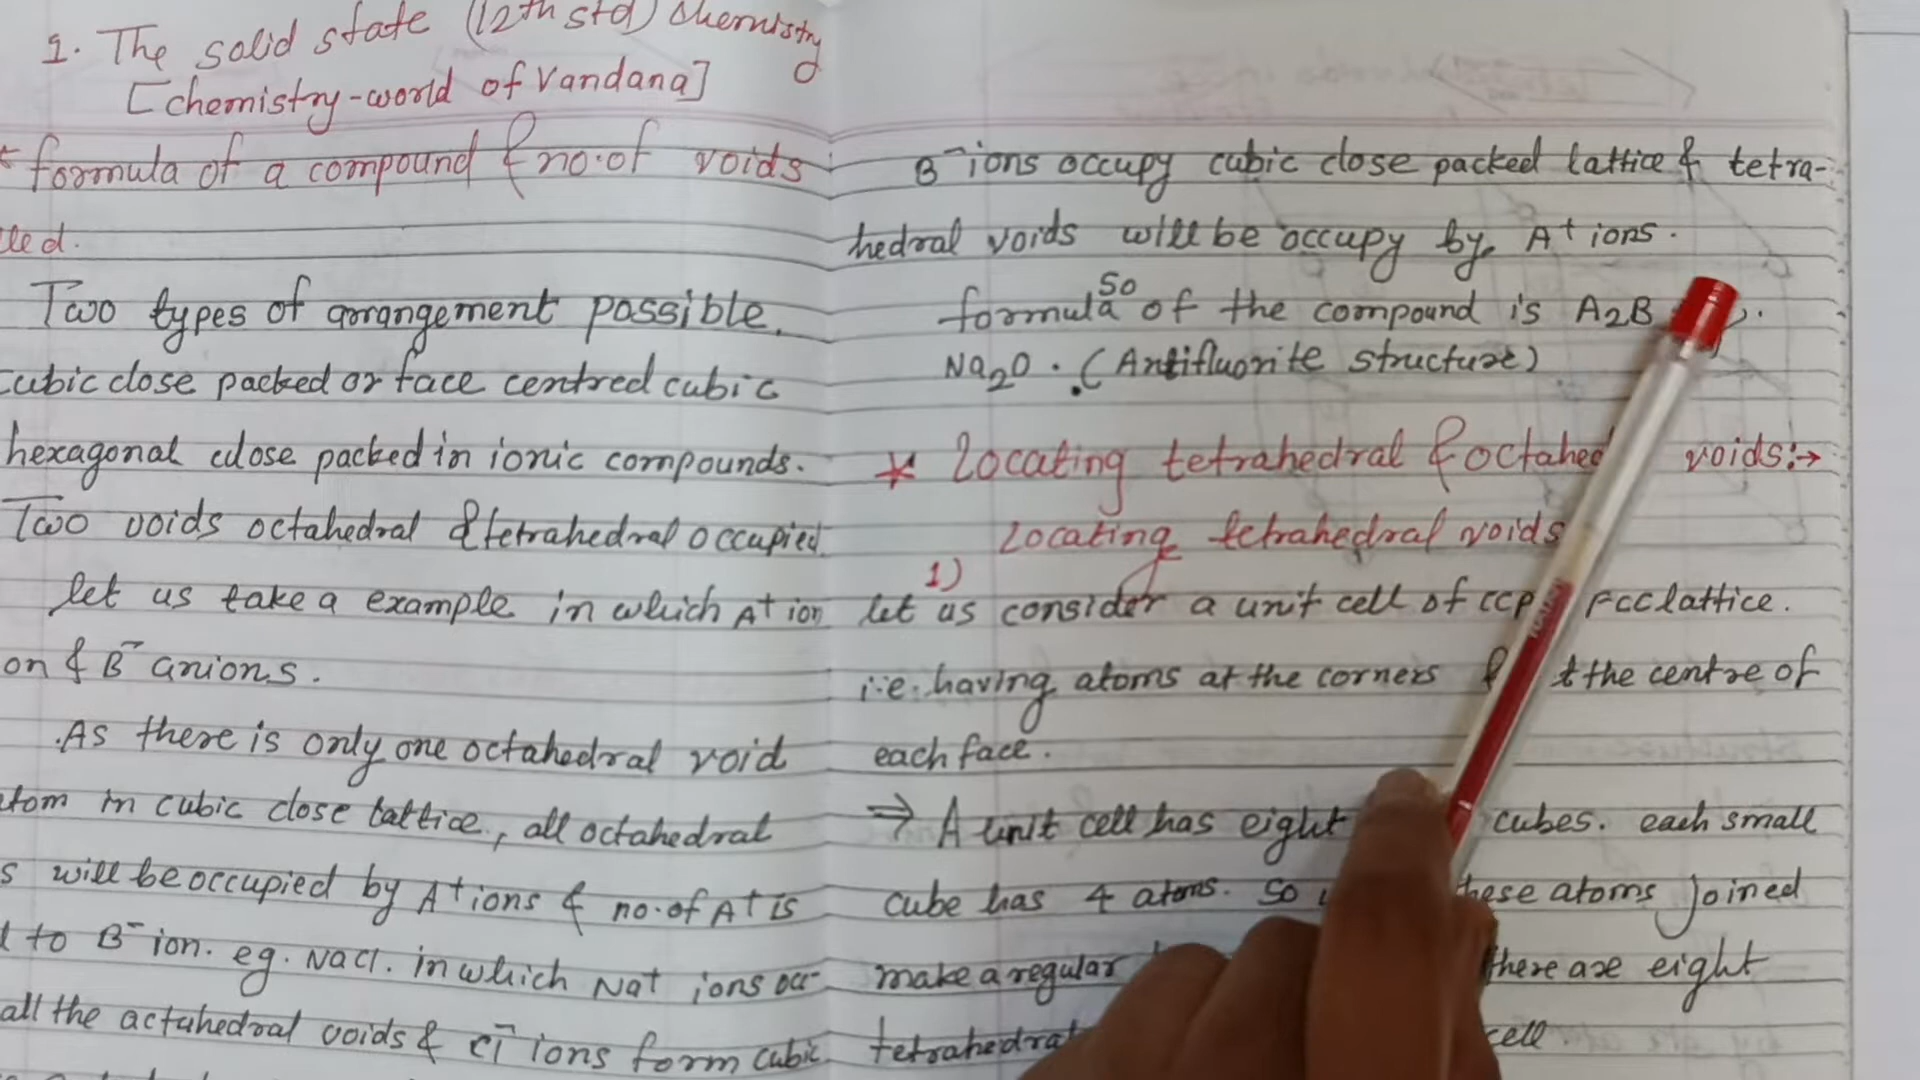 1. The solid state (12th std) chemistry
[chemistry-world of Vandana]
formula of a compound & no.of voids
led.
Two types of arrangement possible.
cubic close packed or face centred cubic
hexagonal close packed in ionic compounds.
Two voids octahedral & tetrahedral occupied
let us take a example in which A+ ion
on & B- anions.
As there is only one octahedral void
atom in cubic close lattice, all octahedral
s will be occupied by A+ ions & no.of A+ is
l to B- ion. eg. NaCl. in which Na+ ions occ-
all the actahedral voids & Cl- ions form cubic
B- ions occupy cubic close packed lattice & tetra-
hedral voids will be occupy by A+ ions.
So
formula of the compound is A2B
Na2O. (Antifluorite structure)
* Locating tetrahedral & octahed voids:→
Locating tetrahedral voids
1)
let us consider a unit cell of ccp FCC lattice.
i.e. having atoms at the corners & t the centre of
each face.
⇒ A unit cell has eight cubes. each small
cube has 4 atoms. So these atoms joined
make a regular there are eight
tetrahedral cell